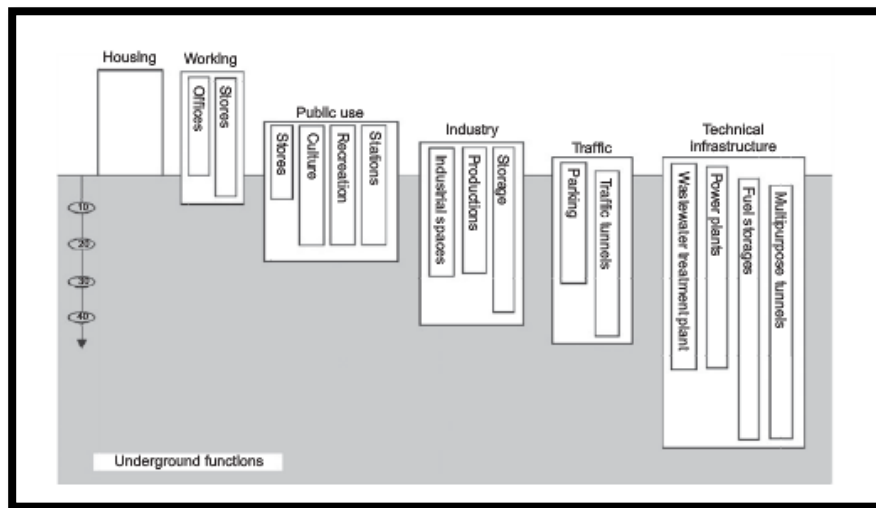 Housing
Working
Offices
Stores
Public use
Stores
Culture
Recreation
Stations
Industry
Industrial spaces
Productions
Storage
Traffic
Parking
Traffic tunnels
Technical
infrastructure
Wastewater treatment plant
Power plants
Fuel storages
Multipurpose tunnels
10
20
30
40
Underground functions